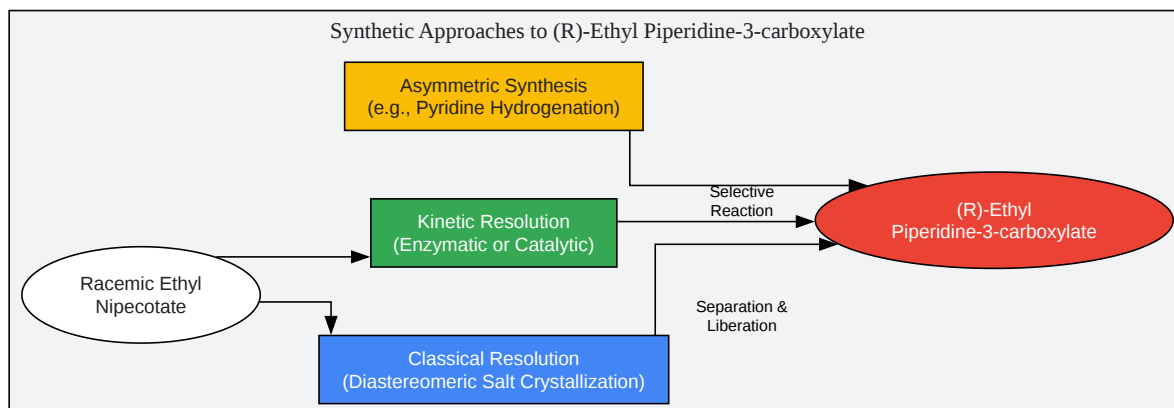 Synthetic Approaches to (R)-Ethyl Piperidine-3-carboxylate
Asymmetric Synthesis
(e.g., Pyridine Hydrogenation)
Selective
Reaction
Kinetic Resolution
(Enzymatic or Catalytic)
(R)-Ethyl
Piperidine-3-carboxylate
Racemic Ethyl
Nipecotate
Separation &
Liberation
Classical Resolution
(Diastereomeric Salt Crystallization)